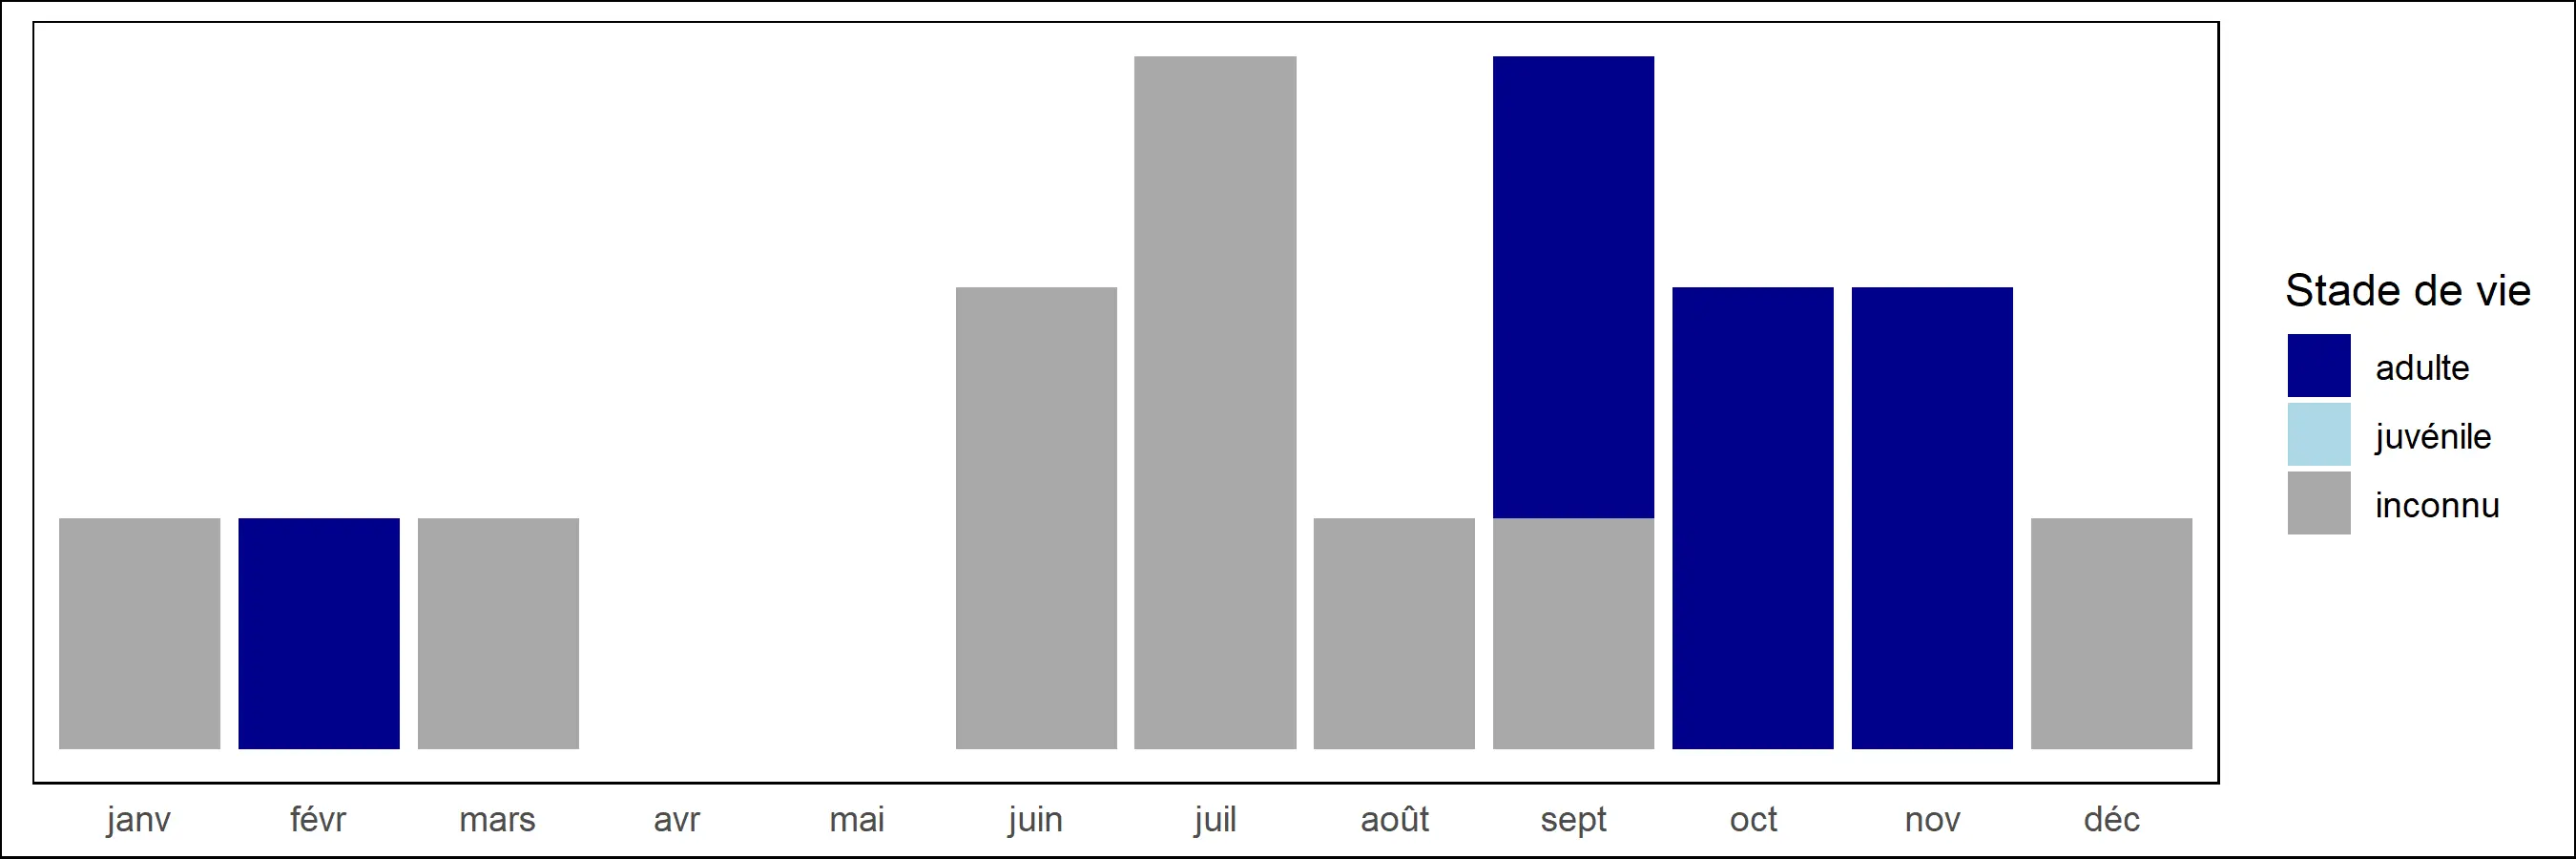 Stade de vie
adulte
juvénile
inconnu
janv févr mars avr mai juin juil août sept oct nov déc